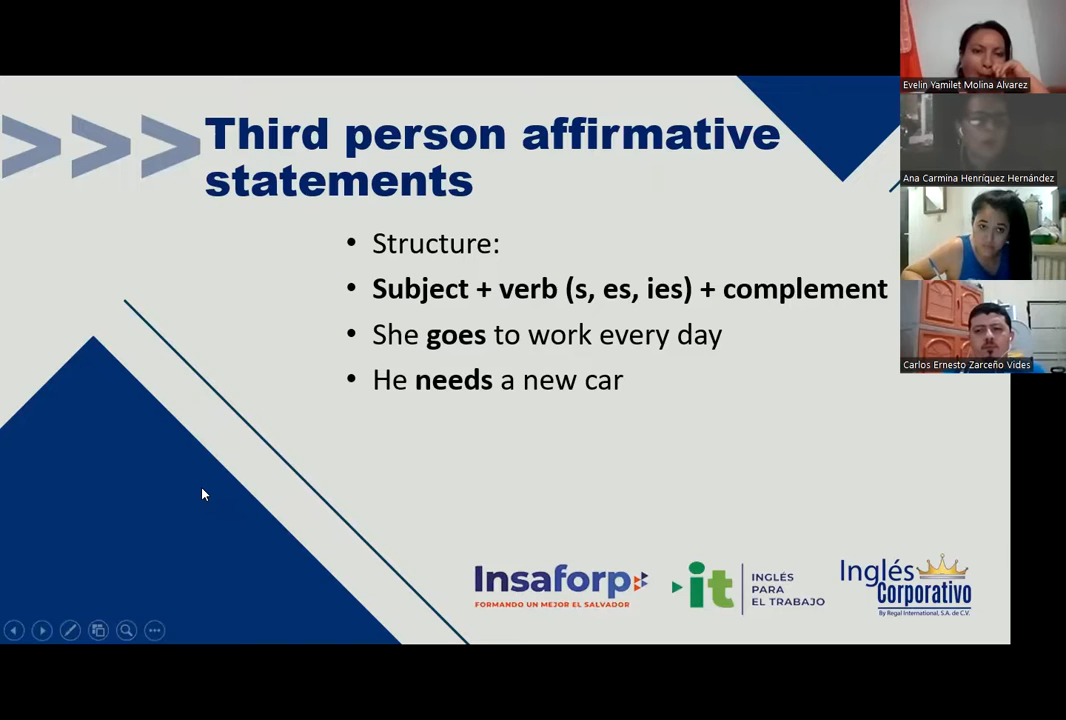 Third person affirmative
statements
• Structure:
• Subject + verb (s, es, ies) + complement
• She goes to work every day
• He needs a new car
Insaforp
FORMANDO UN MEJOR EL SALVADOR
it
INGLÉS
PARA
EL TRABAJO
Inglés
Corporativo
By Regal International, S.A. de C.V.
Evelin Yamilet Molina Alvarez
Ana Carmina Henríquez Hernández
Carlos Ernesto Zarceño Vides